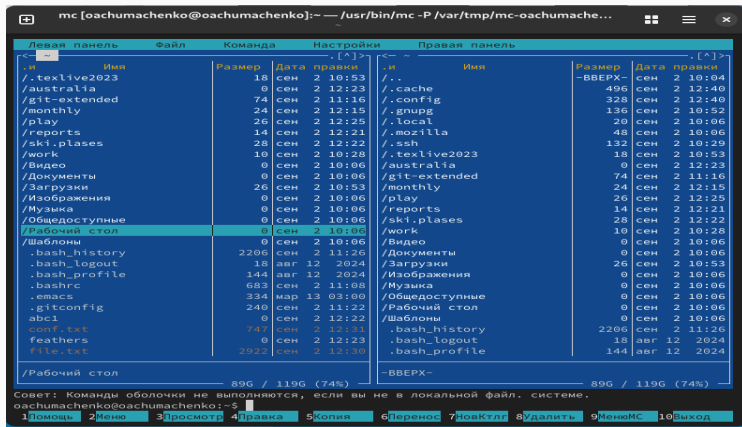 mc [oachumachenko@oachumachenko]:~ — /usr/bin/mc -P /var/tmp/mc-oachumache...
~
Левая панель Файл Команда Настройки Правая панель
<— ~ .[^]> <— ~ .[^]>
.и Имя Размер Дата правки .и Имя Размер Дата правки
/.texlive2023 18 сен 2 10:53 /.. -ВВЕРХ- сен 2 10:04
/australia 0 сен 2 12:23 /.cache 496 сен 2 12:40
/git-extended 74 сен 2 11:16 /.config 328 сен 2 12:40
/monthly 24 сен 2 12:15 /.gnupg 136 сен 2 10:52
/play 26 сен 2 12:25 /.local 20 сен 2 10:06
/reports 14 сен 2 12:21 /.mozilla 48 сен 2 10:06
/ski.plases 28 сен 2 12:22 /.ssh 132 сен 2 10:29
/work 10 сен 2 10:28 /.texlive2023 18 сен 2 10:53
/Видео 0 сен 2 10:06 /australia 0 сен 2 12:23
/Документы 0 сен 2 10:06 /git-extended 74 сен 2 11:16
/Загрузки 26 сен 2 10:53 /monthly 24 сен 2 12:15
/Изображения 0 сен 2 10:06 /play 26 сен 2 12:25
/Музыка 0 сен 2 10:06 /reports 14 сен 2 12:21
/Общедоступные 0 сен 2 10:06 /ski.plases 28 сен 2 12:22
/Рабочий стол 0 сен 2 10:06 /work 10 сен 2 10:28
/Шаблоны 0 сен 2 10:06 /Видео 0 сен 2 10:06
.bash_history 2206 сен 2 11:26 /Документы 0 сен 2 10:06
.bash_logout 18 авг 12 2024 /Загрузки 26 сен 2 10:53
.bash_profile 144 авг 12 2024 /Изображения 0 сен 2 10:06
.bashrc 683 сен 2 11:08 /Музыка 0 сен 2 10:06
.emacs 334 мар 13 03:00 /Общедоступные 0 сен 2 10:06
.gitconfig 240 сен 2 11:22 /Рабочий стол 0 сен 2 10:06
abc1 0 сен 2 12:22 /Шаблоны 0 сен 2 10:06
conf.txt 747 сен 2 12:31 .bash_history 2206 сен 2 11:26
feathers 0 сен 2 12:23 .bash_logout 18 авг 12 2024
file.txt 2922 сен 2 12:30 .bash_profile 144 авг 12 2024
/Рабочий стол -ВВЕРХ-
89G / 119G (74%) 89G / 119G (74%)
Совет: Команды оболочки не выполняются, если вы не в локальной файл. системе.
oachumachenko@oachumachenko:~$
1Помощь 2Меню 3Просмотр 4Правка 5Копия 6Перенос 7НовКтлг 8Удалить 9МенюМС 10Выход